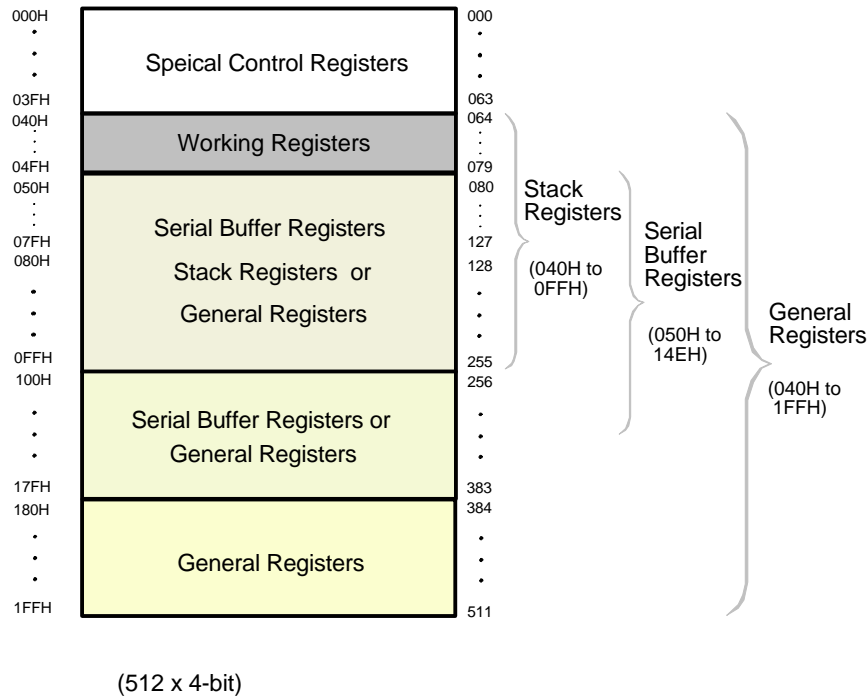 000H
000
Speical Control Registers
03FH
063
040H
064
Working Registers
04FH
079
050H
080
Stack
Registers
(040H to
0FFH)
Serial Buffer Registers
Stack Registers or
General Registers
07FH
127
080H
128
Serial
Buffer
Registers
(050H to
14EH)
General
Registers
(040H to
1FFH)
0FFH
255
100H
256
Serial Buffer Registers or
General Registers
17FH
383
180H
384
General Registers
1FFH
511
(512 x 4-bit)